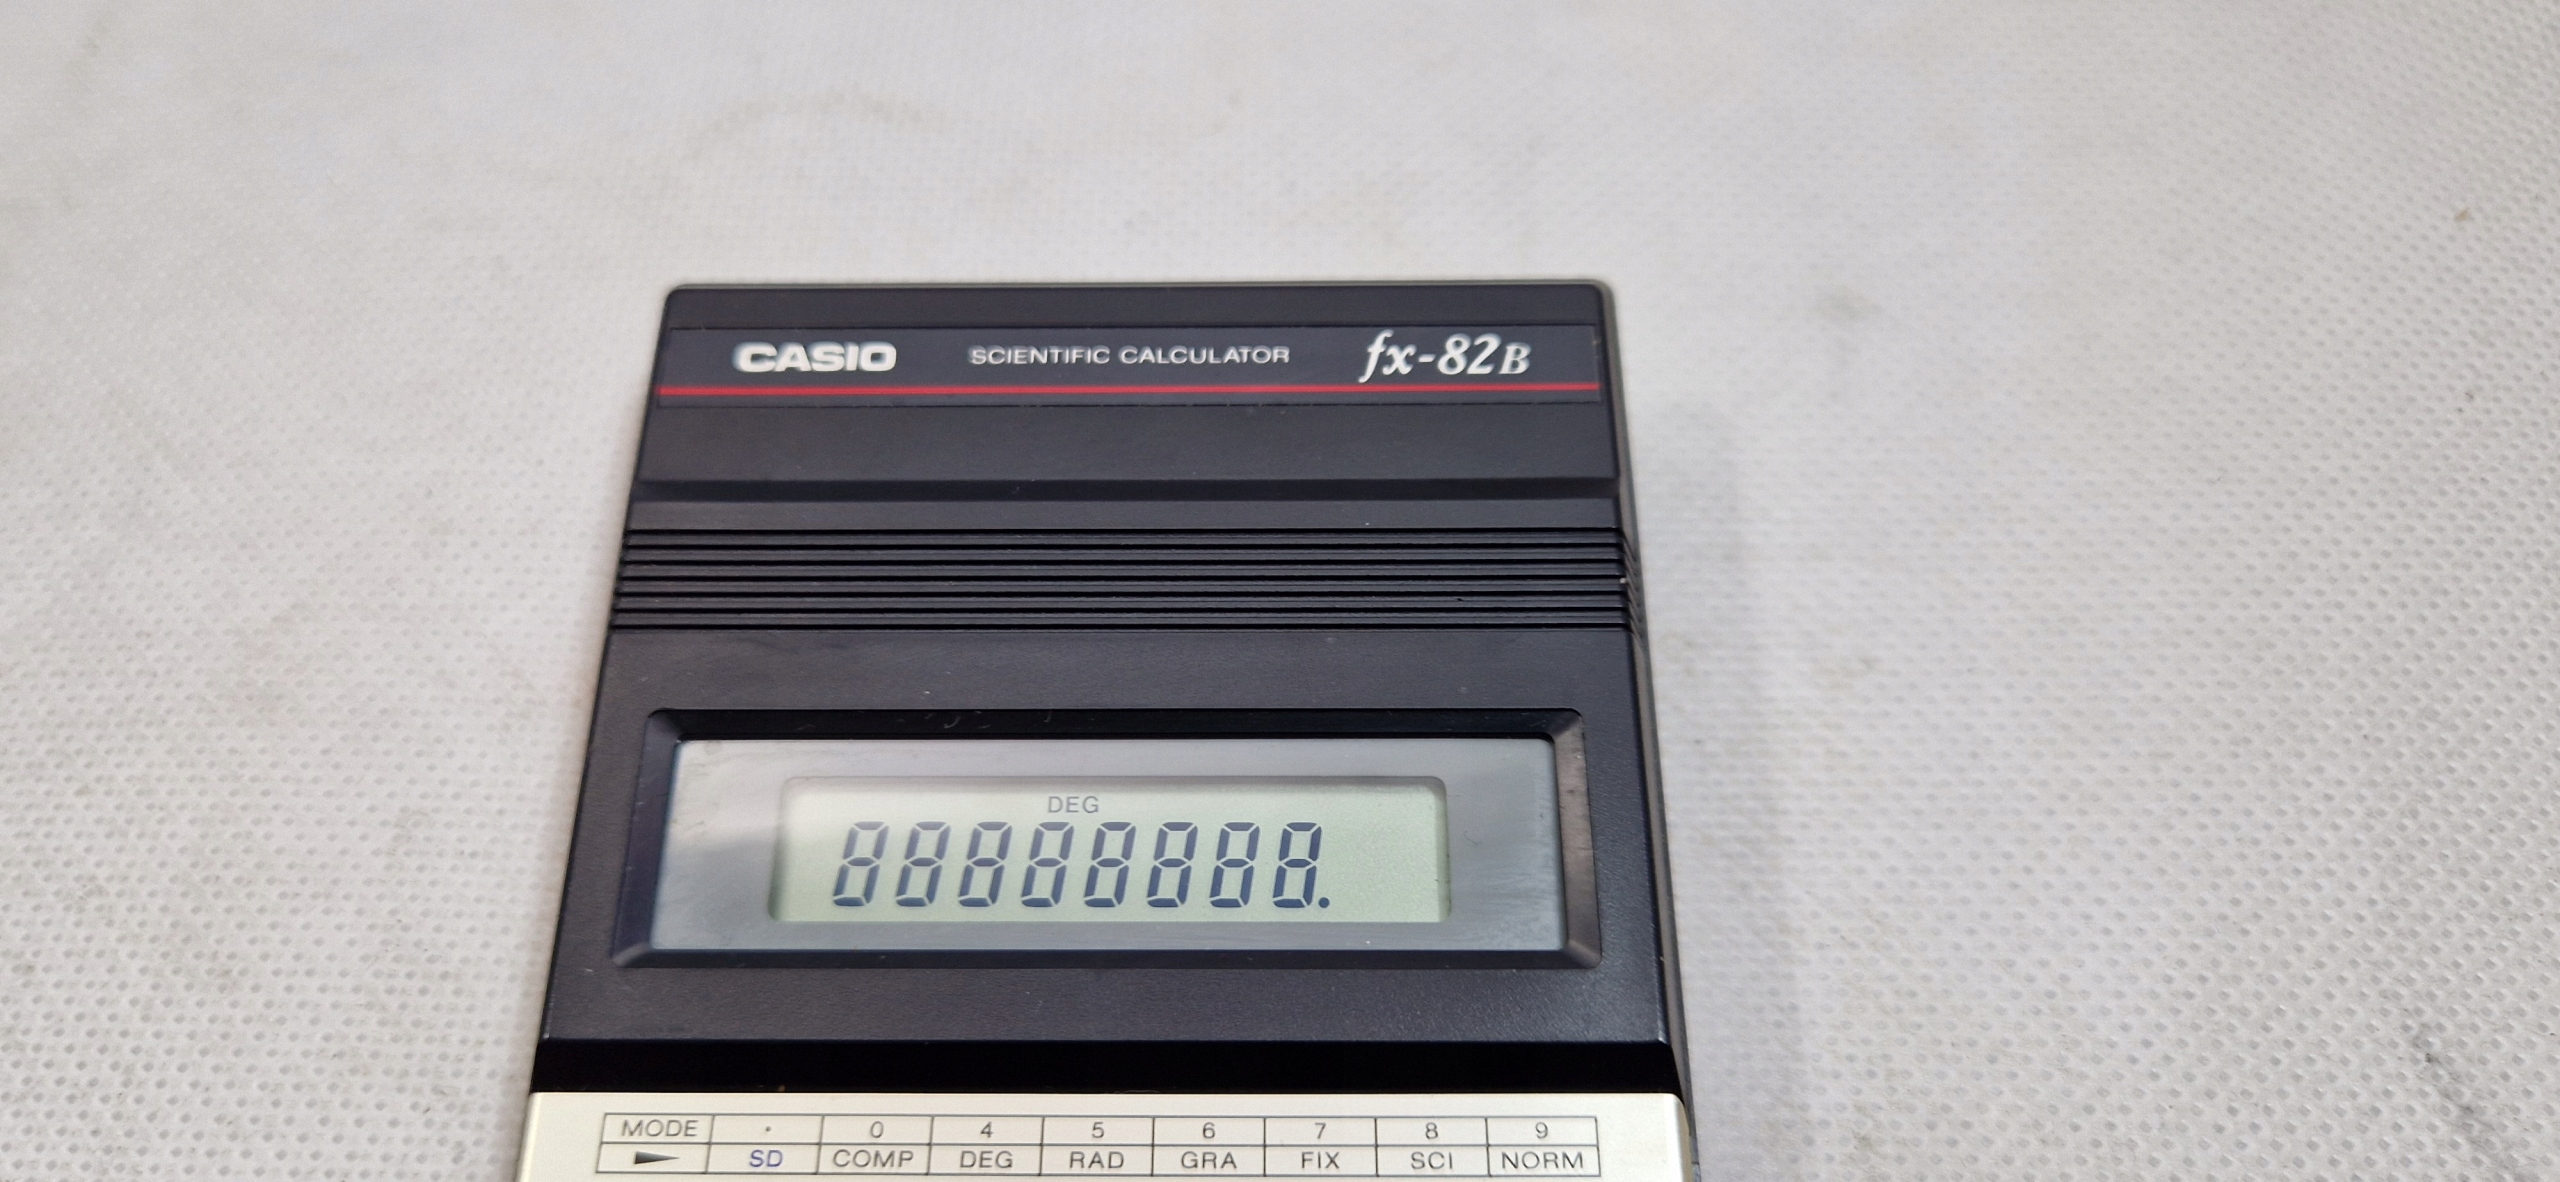 CASIO SCIENTIFIC CALCULATOR fx-82B
DEG
88888888.
MODE · 0 4 5 6 7 8 9
SD COMP DEG RAD GRA FIX SCI NORM